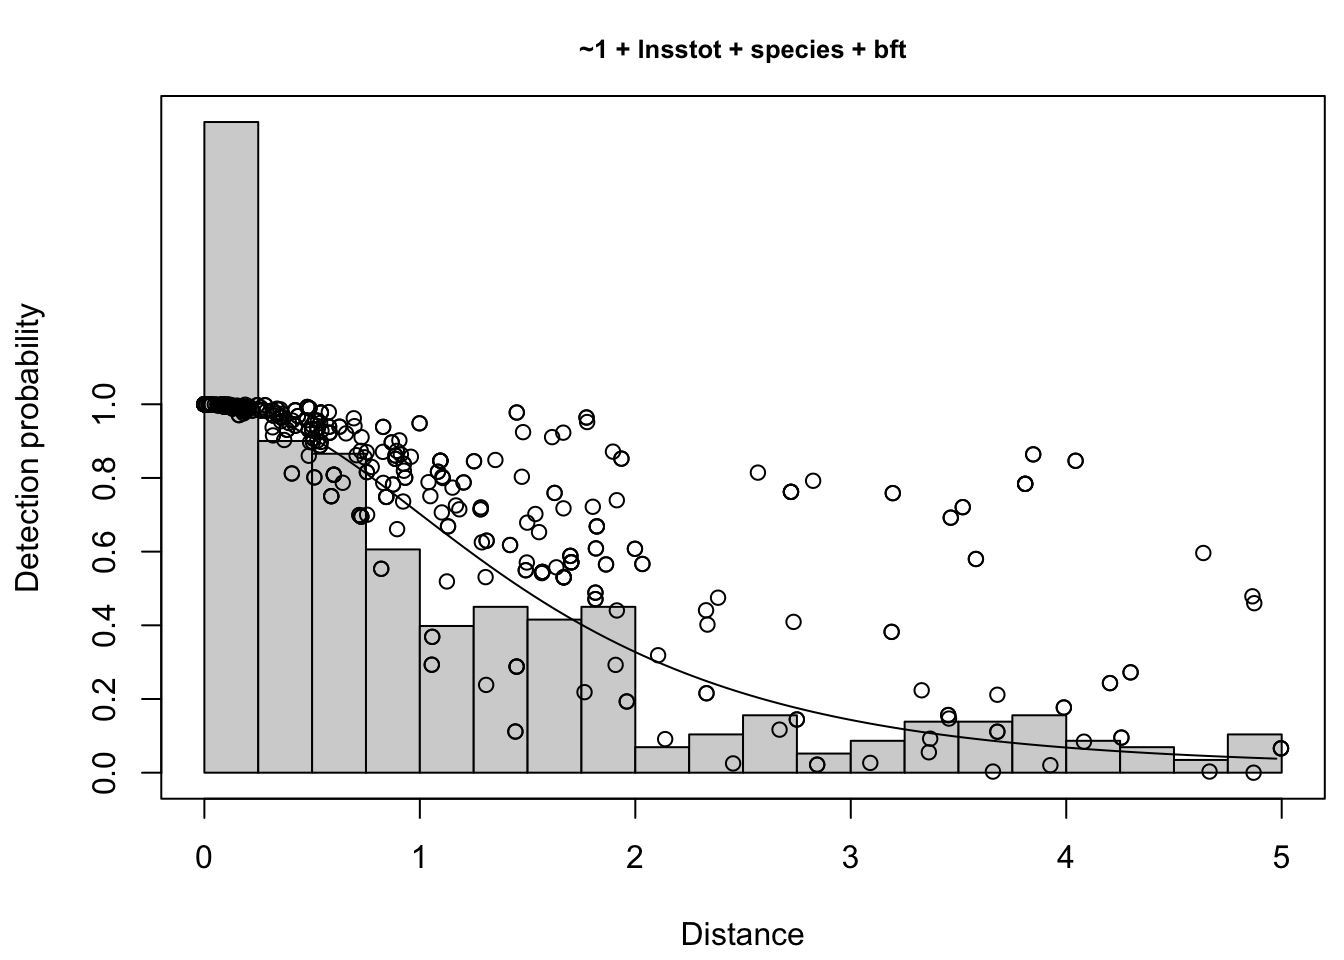 ~1 + lnsstot + species + bft
Detection probability
1.0
0.8
0.6
0.4
0.2
0.0
0 1 2 3 4 5
Distance